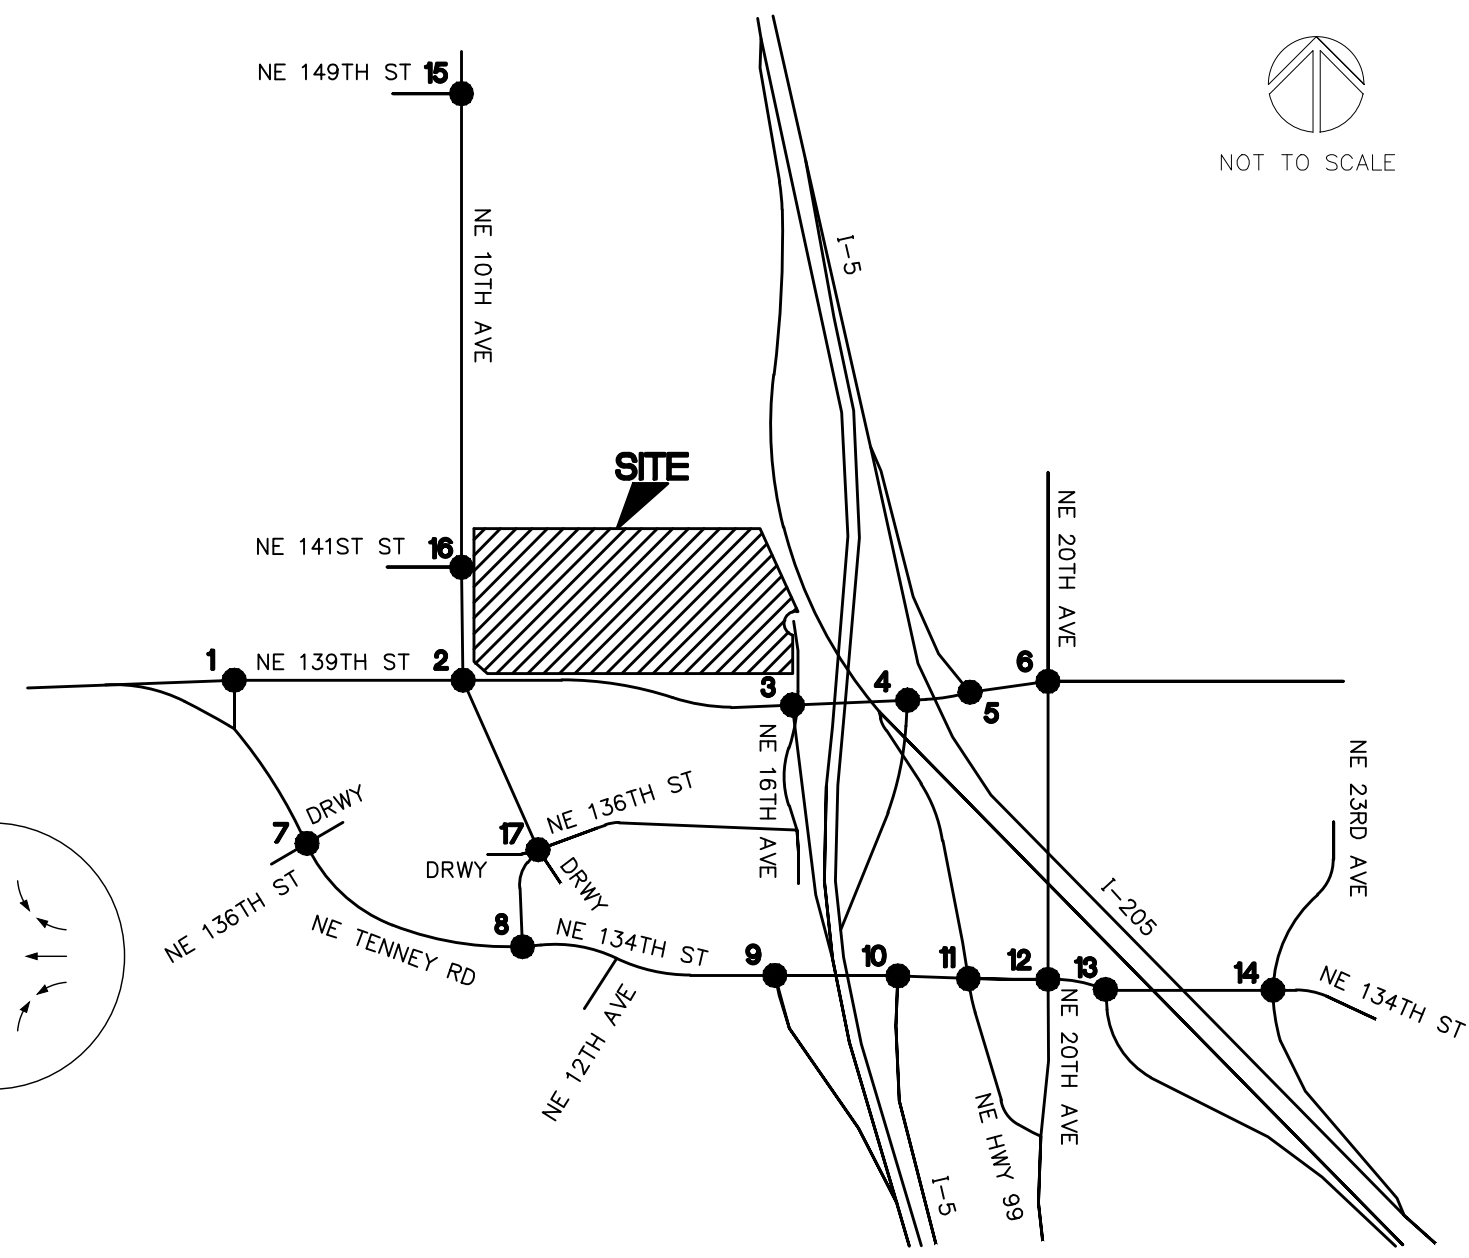 NE 149TH ST
15
NOT TO SCALE
NE 10TH AVE
I-5
SITE
NE 141ST ST
16
NE 20TH AVE
1
NE 139TH ST
2
3
4
5
6
NE 16TH AVE
NE 23RD AVE
7
DRWY
17
NE 136TH ST
DRWY
DRWY
NE 136TH ST
NE TENNEY RD
8
NE 134TH ST
NE 12TH AVE
9
10
11
12
13
14
I-205
NE 134TH ST
NE 20TH AVE
NE HWY 99
I-5